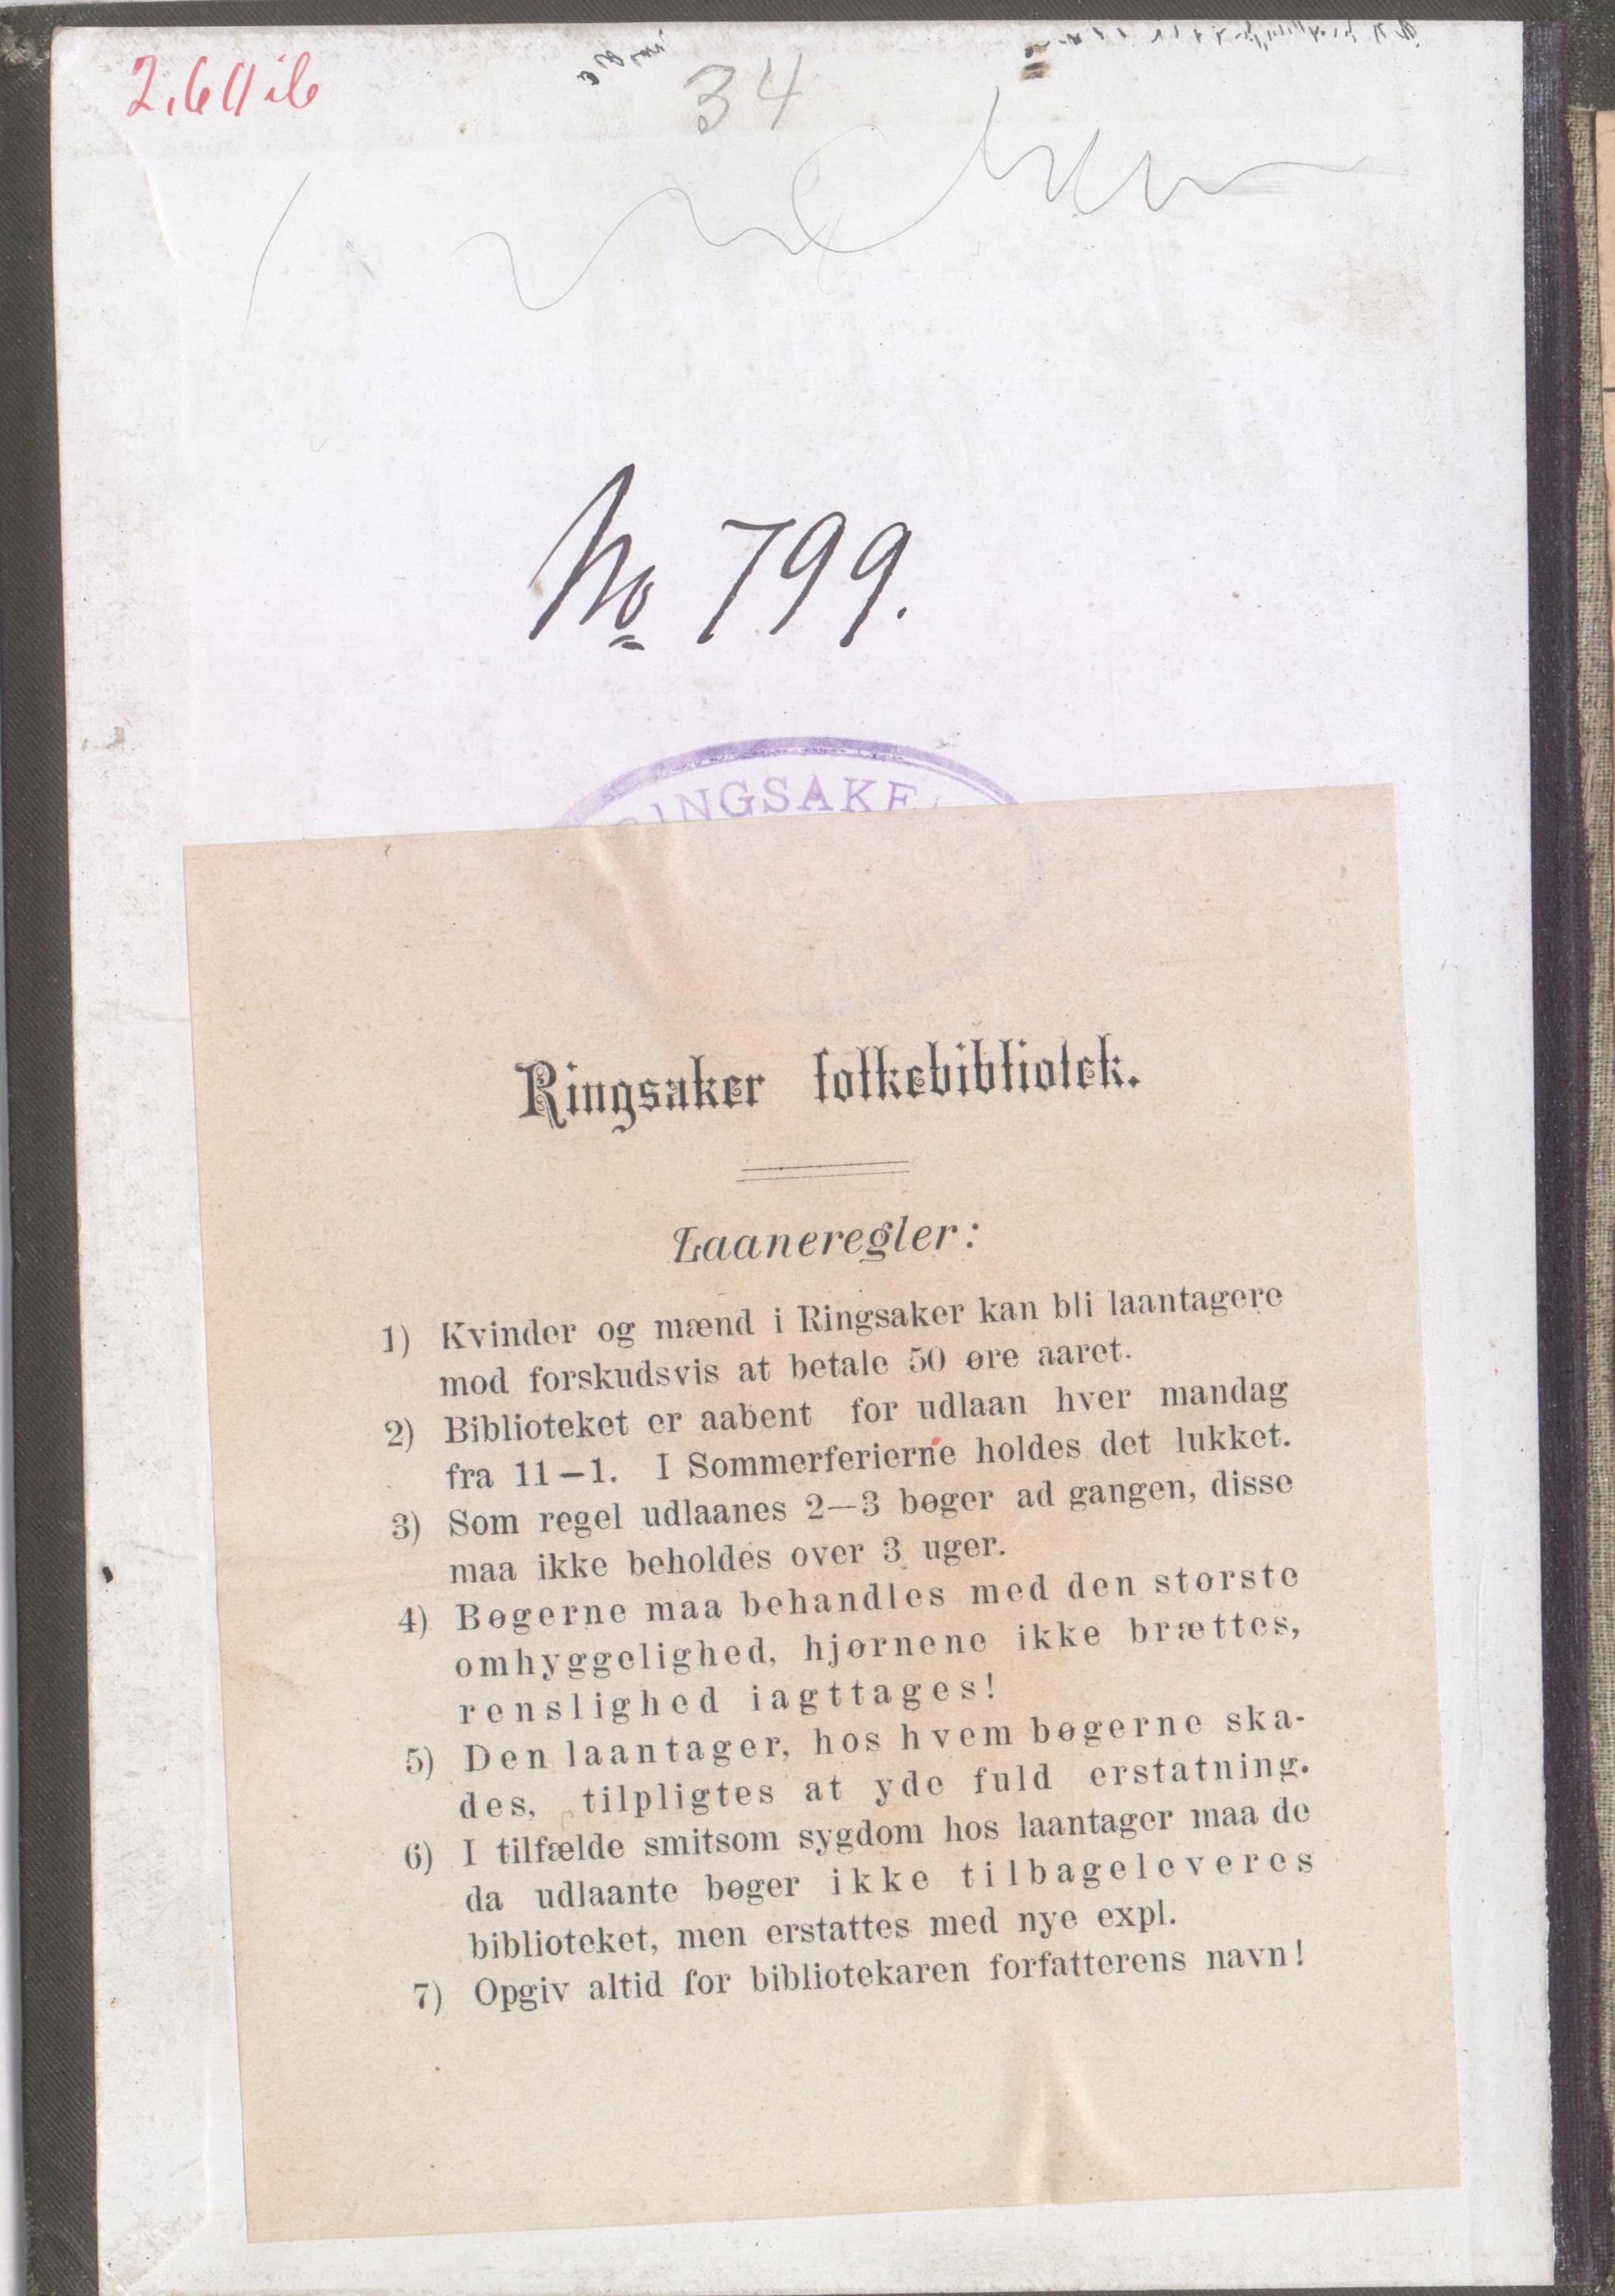 34
No 799.
RINGSAKE
Ringsaker folkebibliotek.
Laaneregler:
1) Kvinder og mænd i Ringsaker kan bli laantagere
mod forskudsvis at betale 50 øre aaret.
2) Biblioteket er aabent for udlaan hver mandag
fra 11—1. I Sommerferierne holdes det lukket.
3) Som regel udlaanes 2—3 bøger ad gangen, disse
maa ikke beholdes over 3 uger.
4) Bøgerne maa behandles med den største
omhyggelighed, hjørnene ikke brættes,
renslighed iagttages!
5) Den laantager, hos hvem bøgerne ska-
des, tilpligtes at yde fuld erstatning.
6) I tilfælde smitsom sygdom hos laantager maa de
da udlaante bøger ikke tilbageleveres
biblioteket, men erstattes med nye expl.
7) Opgiv altid for bibliotekaren forfatterens navn!